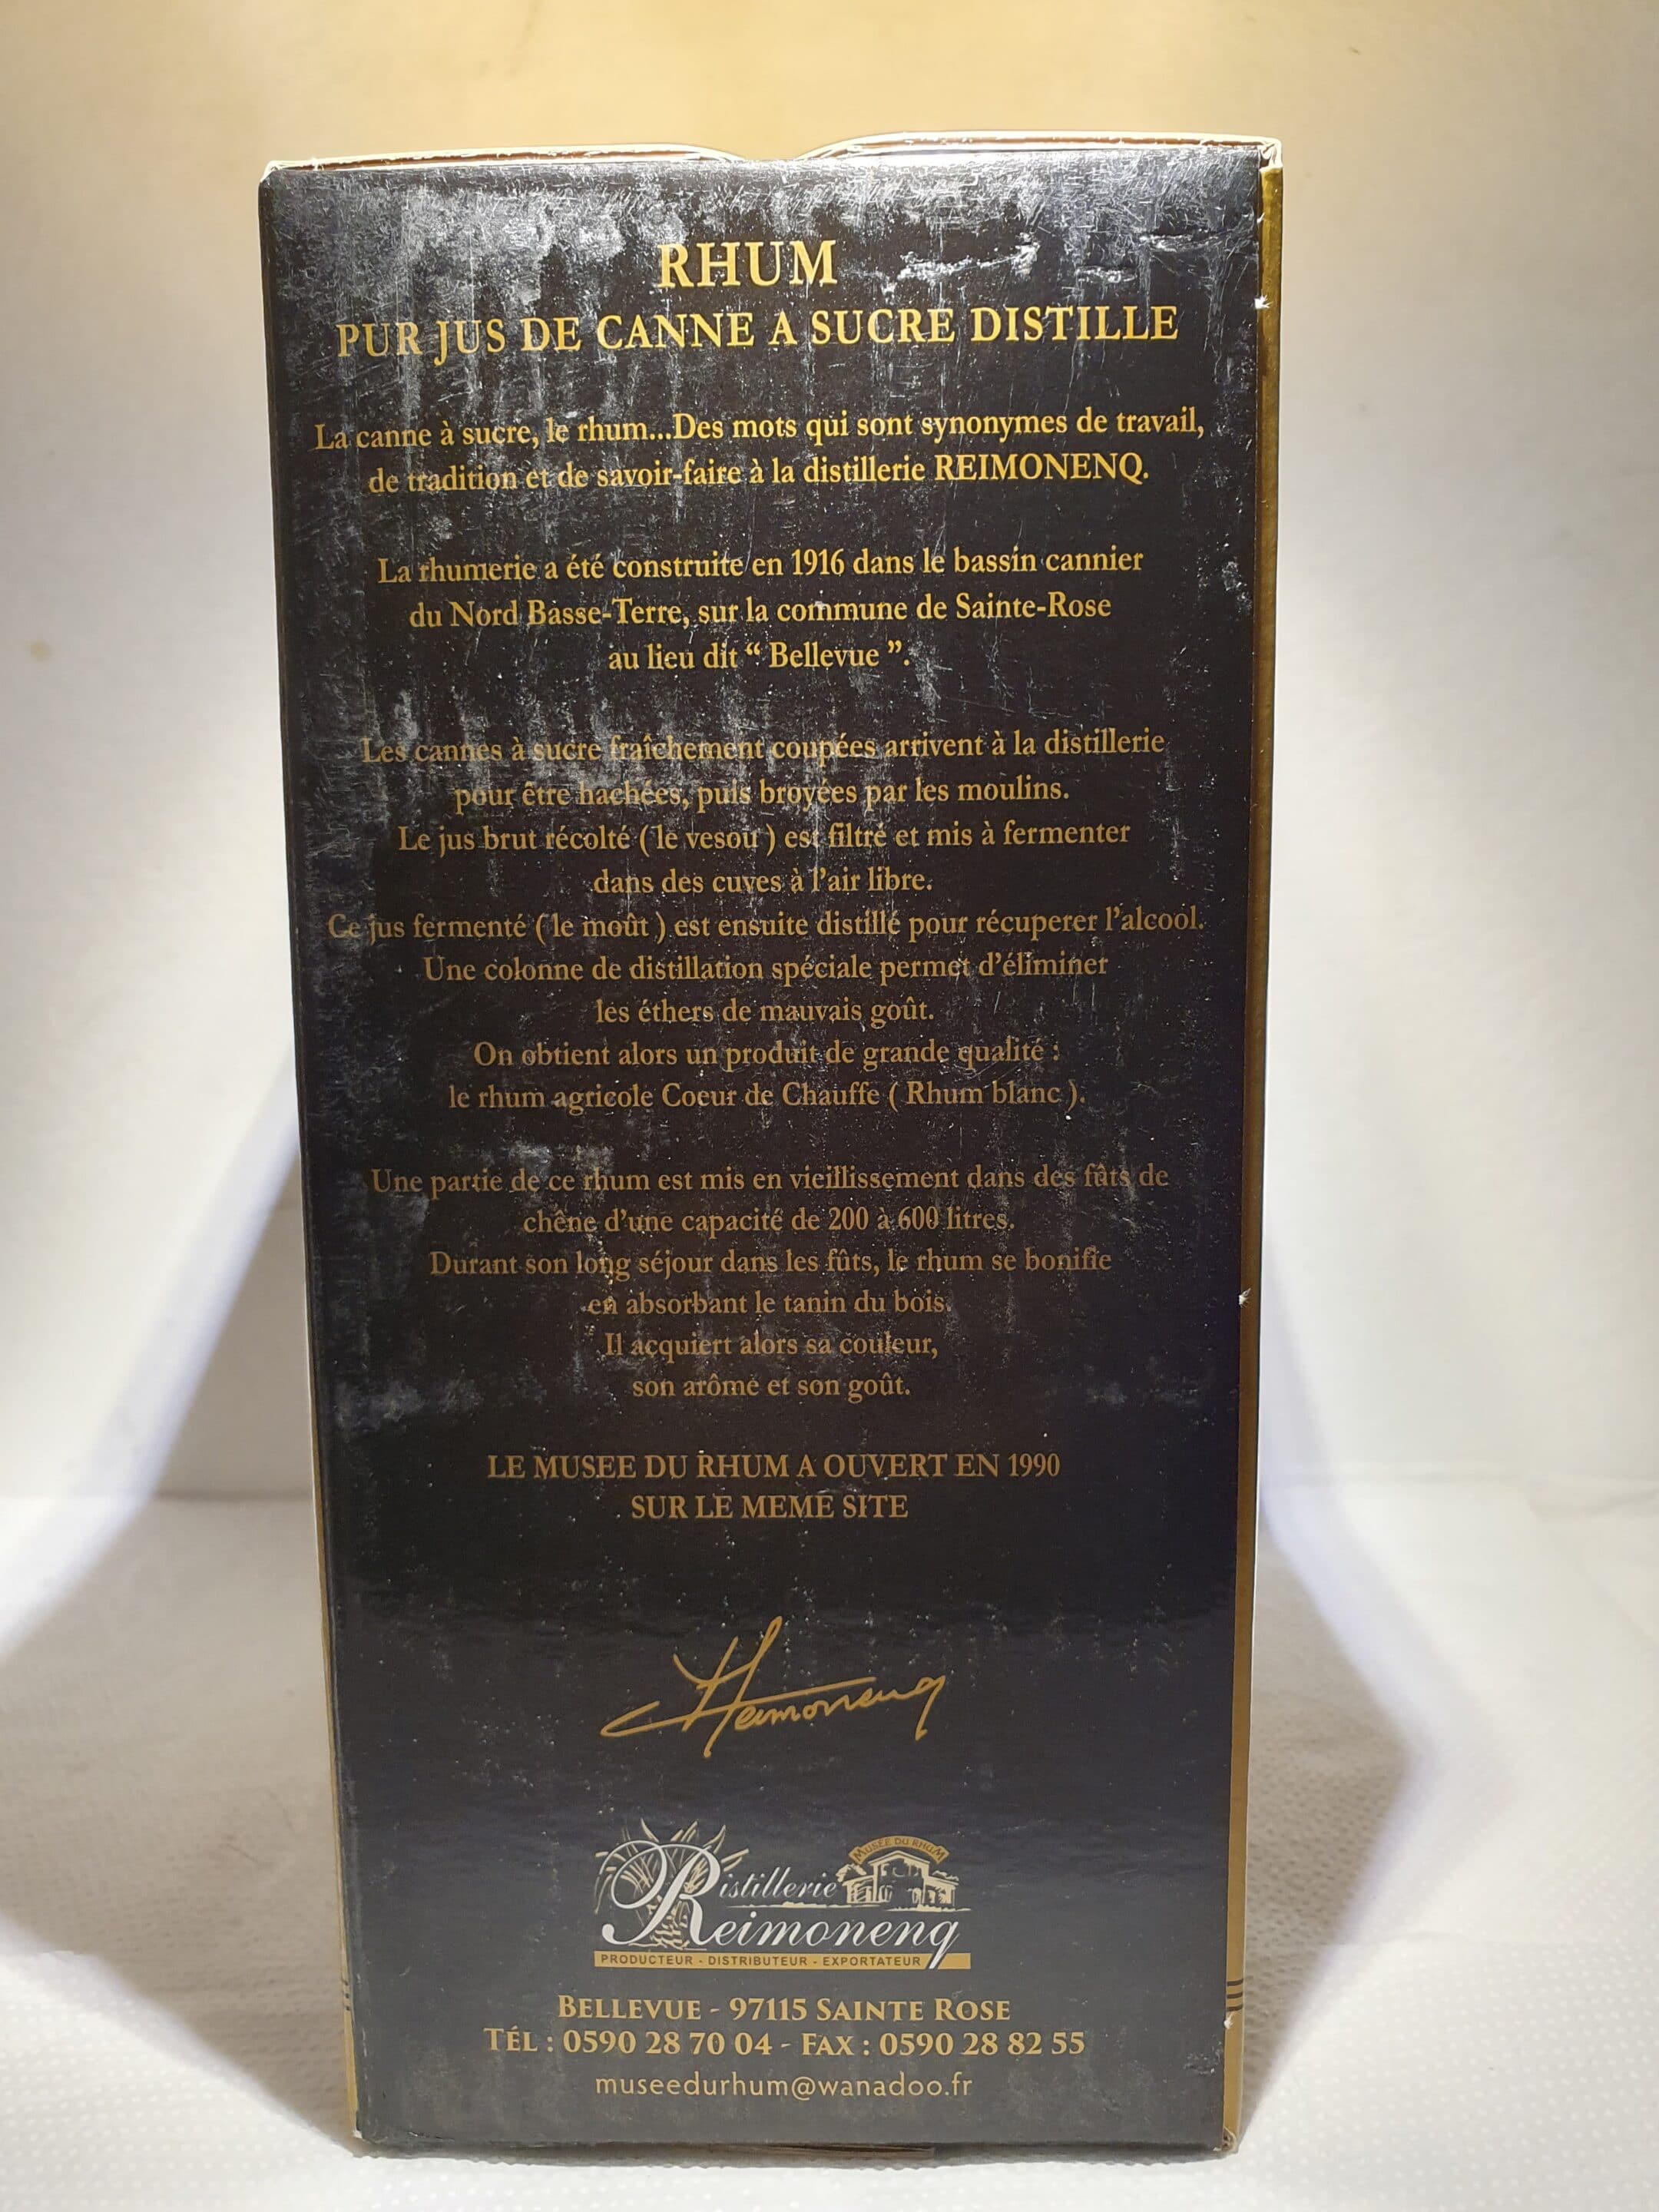 RHUM
PUR JUS DE CANNE A SUCRE DISTILLE
La canne à sucre, le rhum...Des mots qui sont synonymes de travail,
de tradition et de savoir-faire à la distillerie REIMONENQ.
La rhumerie a été construite en 1916 dans le bassin cannier
du Nord Basse-Terre, sur la commune de Sainte-Rose
au lieu dit “ Bellevue ”.
Les cannes à sucre fraîchement coupées arrivent à la distillerie
pour être hachées, puis broyées par les moulins.
Le jus brut récolté ( le vesou ) est filtré et mis à fermenter
dans des cuves à l’air libre.
Ce jus fermenté ( le moût ) est ensuite distillé pour récuperer l’alcool.
Une colonne de distillation spéciale permet d’éliminer
les éthers de mauvais goût.
On obtient alors un produit de grande qualité :
le rhum agricole Coeur de Chauffe ( Rhum blanc ).
Une partie de ce rhum est mis en vieillissement dans des fûts de
chêne d’une capacité de 200 à 600 litres.
Durant son long séjour dans les fûts, le rhum se bonifie
en absorbant le tanin du bois.
Il acquiert alors sa couleur,
son arôme et son goût.
LE MUSEE DU RHUM A OUVERT EN 1990
SUR LE MEME SITE
Reimonenq
MUSÉE DU RHUM
Distillerie
Reimonenq
PRODUCTEUR - DISTRIBUTEUR - EXPORTATEUR
BELLEVUE - 97115 SAINTE ROSE
TÉL : 0590 28 70 04 - FAX : 0590 28 82 55
museedurhum@wanadoo.fr